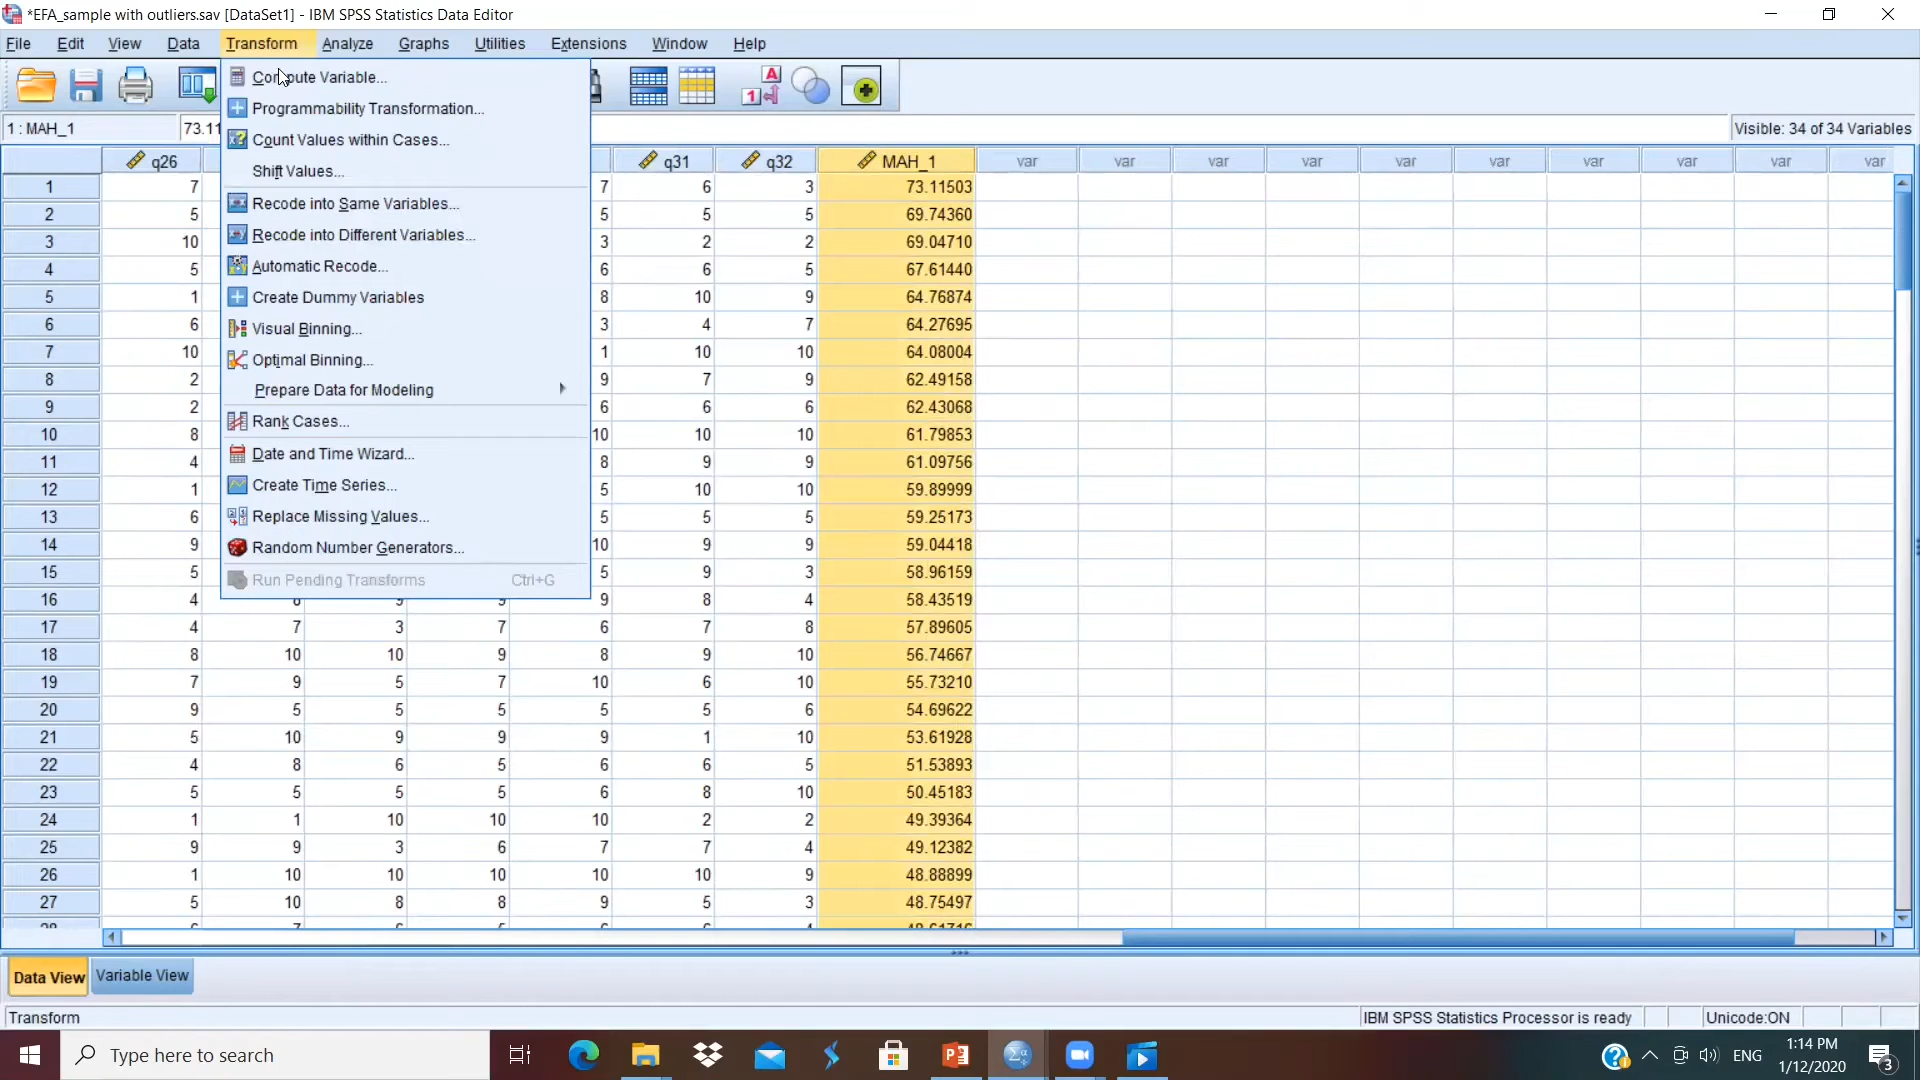 *EFA_sample with outliers.sav [DataSet1] - IBM SPSS Statistics Data Editor
File Edit View Data Transform Analyze Graphs Utilities Extensions Window Help
Compute Variable...
Programmability Transformation...
Count Values within Cases...
Shift Values...
Recode into Same Variables...
Recode into Different Variables...
Automatic Recode...
Create Dummy Variables
Visual Binning...
Optimal Binning...
Prepare Data for Modeling
Rank Cases...
Date and Time Wizard...
Create Time Series...
Replace Missing Values...
Random Number Generators...
Run Pending Transforms Ctrl+G
1 : MAH_1 73.11 Visible: 34 of 34 Variables
q26 q31 q32 MAH_1 var var var var var var var var var var
1 7 7 6 3 73.11503
2 5 5 5 5 69.74360
3 10 3 2 2 69.04710
4 5 6 6 5 67.61440
5 1 8 10 9 64.76874
6 6 3 4 7 64.27695
7 10 1 10 10 64.08004
8 2 9 7 9 62.49158
9 2 6 6 6 62.43068
10 8 10 10 10 61.79853
11 4 8 9 9 61.09756
12 1 5 10 10 59.89999
13 6 5 5 5 59.25173
14 9 10 9 9 59.04418
15 5 5 9 3 58.96159
16 4 8 9 9 9 8 4 58.43519
17 4 7 3 7 6 7 8 57.89605
18 8 10 10 9 8 9 10 56.74667
19 7 9 5 7 10 6 10 55.73210
20 9 5 5 5 5 5 6 54.69622
21 5 10 9 9 9 1 10 53.61928
22 4 8 6 5 6 6 5 51.53893
23 5 5 5 5 6 8 10 50.45183
24 1 1 10 10 10 2 2 49.39364
25 9 9 3 6 7 7 4 49.12382
26 1 10 10 10 10 10 9 48.88899
27 5 10 8 8 9 5 3 48.75497
Data View Variable View
Transform IBM SPSS Statistics Processor is ready Unicode:ON
Type here to search ENG 1:14 PM
1/12/2020 3